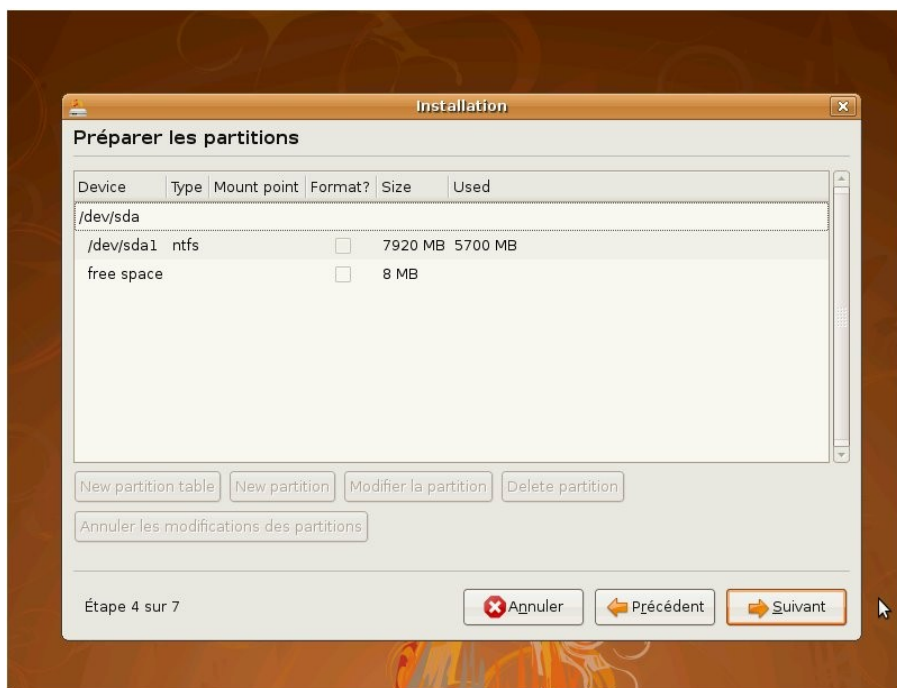 Installation
Préparer les partitions
Device Type Mount point Format? Size Used
/dev/sda
/dev/sda1 ntfs 7920 MB 5700 MB
free space 8 MB
New partition table New partition Modifier la partition Delete partition
Annuler les modifications des partitions
Étape 4 sur 7 Annuler Précédent Suivant